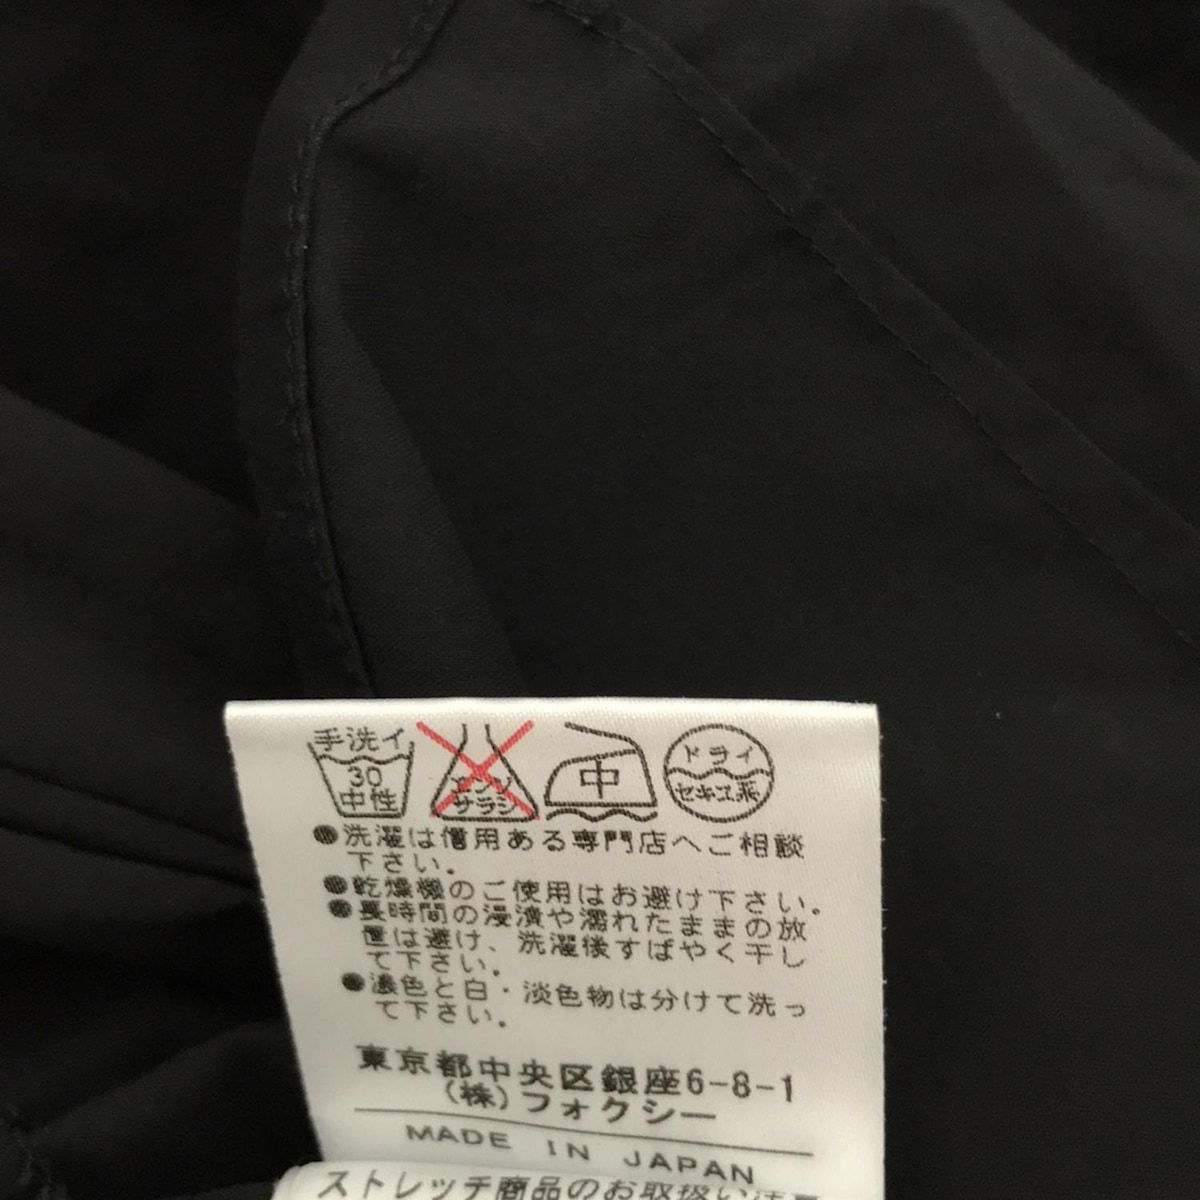 手洗イ
30
中性
エンソ
サラシ
中
ドライ
セキユ系
●洗濯は信用ある専門店へご相談
下さい。
●乾燥機のご使用はお避け下さい。
●長時間の浸漬や濡れたままの放
置は避け、洗濯後すばやく干し
て下さい。
●濃色と白・淡色物は分けて洗っ
て下さい。
東京都中央区銀座6-8-1
(株)フォクシー
MADE IN JAPAN
ストレッチ商品のお取扱い注意